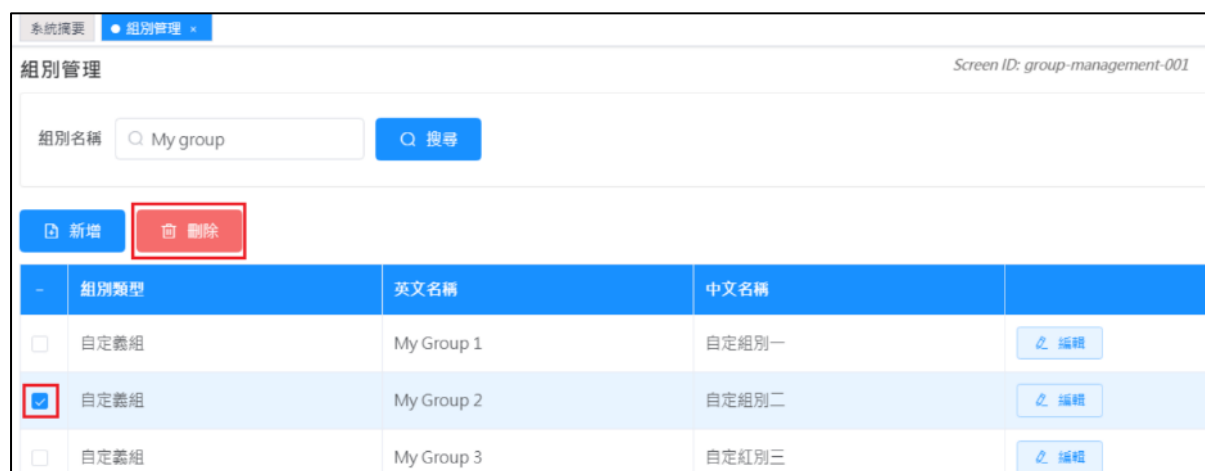 系統摘要 組別管理 ×
組別管理 Screen ID: group-management-001
組別名稱 My group 搜尋
新增 刪除
組別類型 英文名稱 中文名稱
自定義組 My Group 1 自定組別一 編輯
自定義組 My Group 2 自定組別二 編輯
自定義組 My Group 3 自定紅別三 編輯